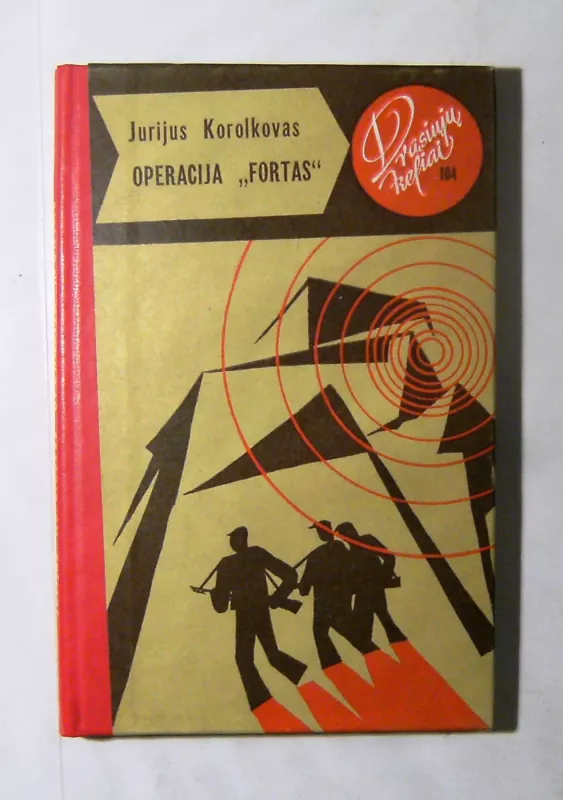 Jurijus Korolkovas
OPERACIJA „FORTAS“
Drąsiųjų
keliai
104